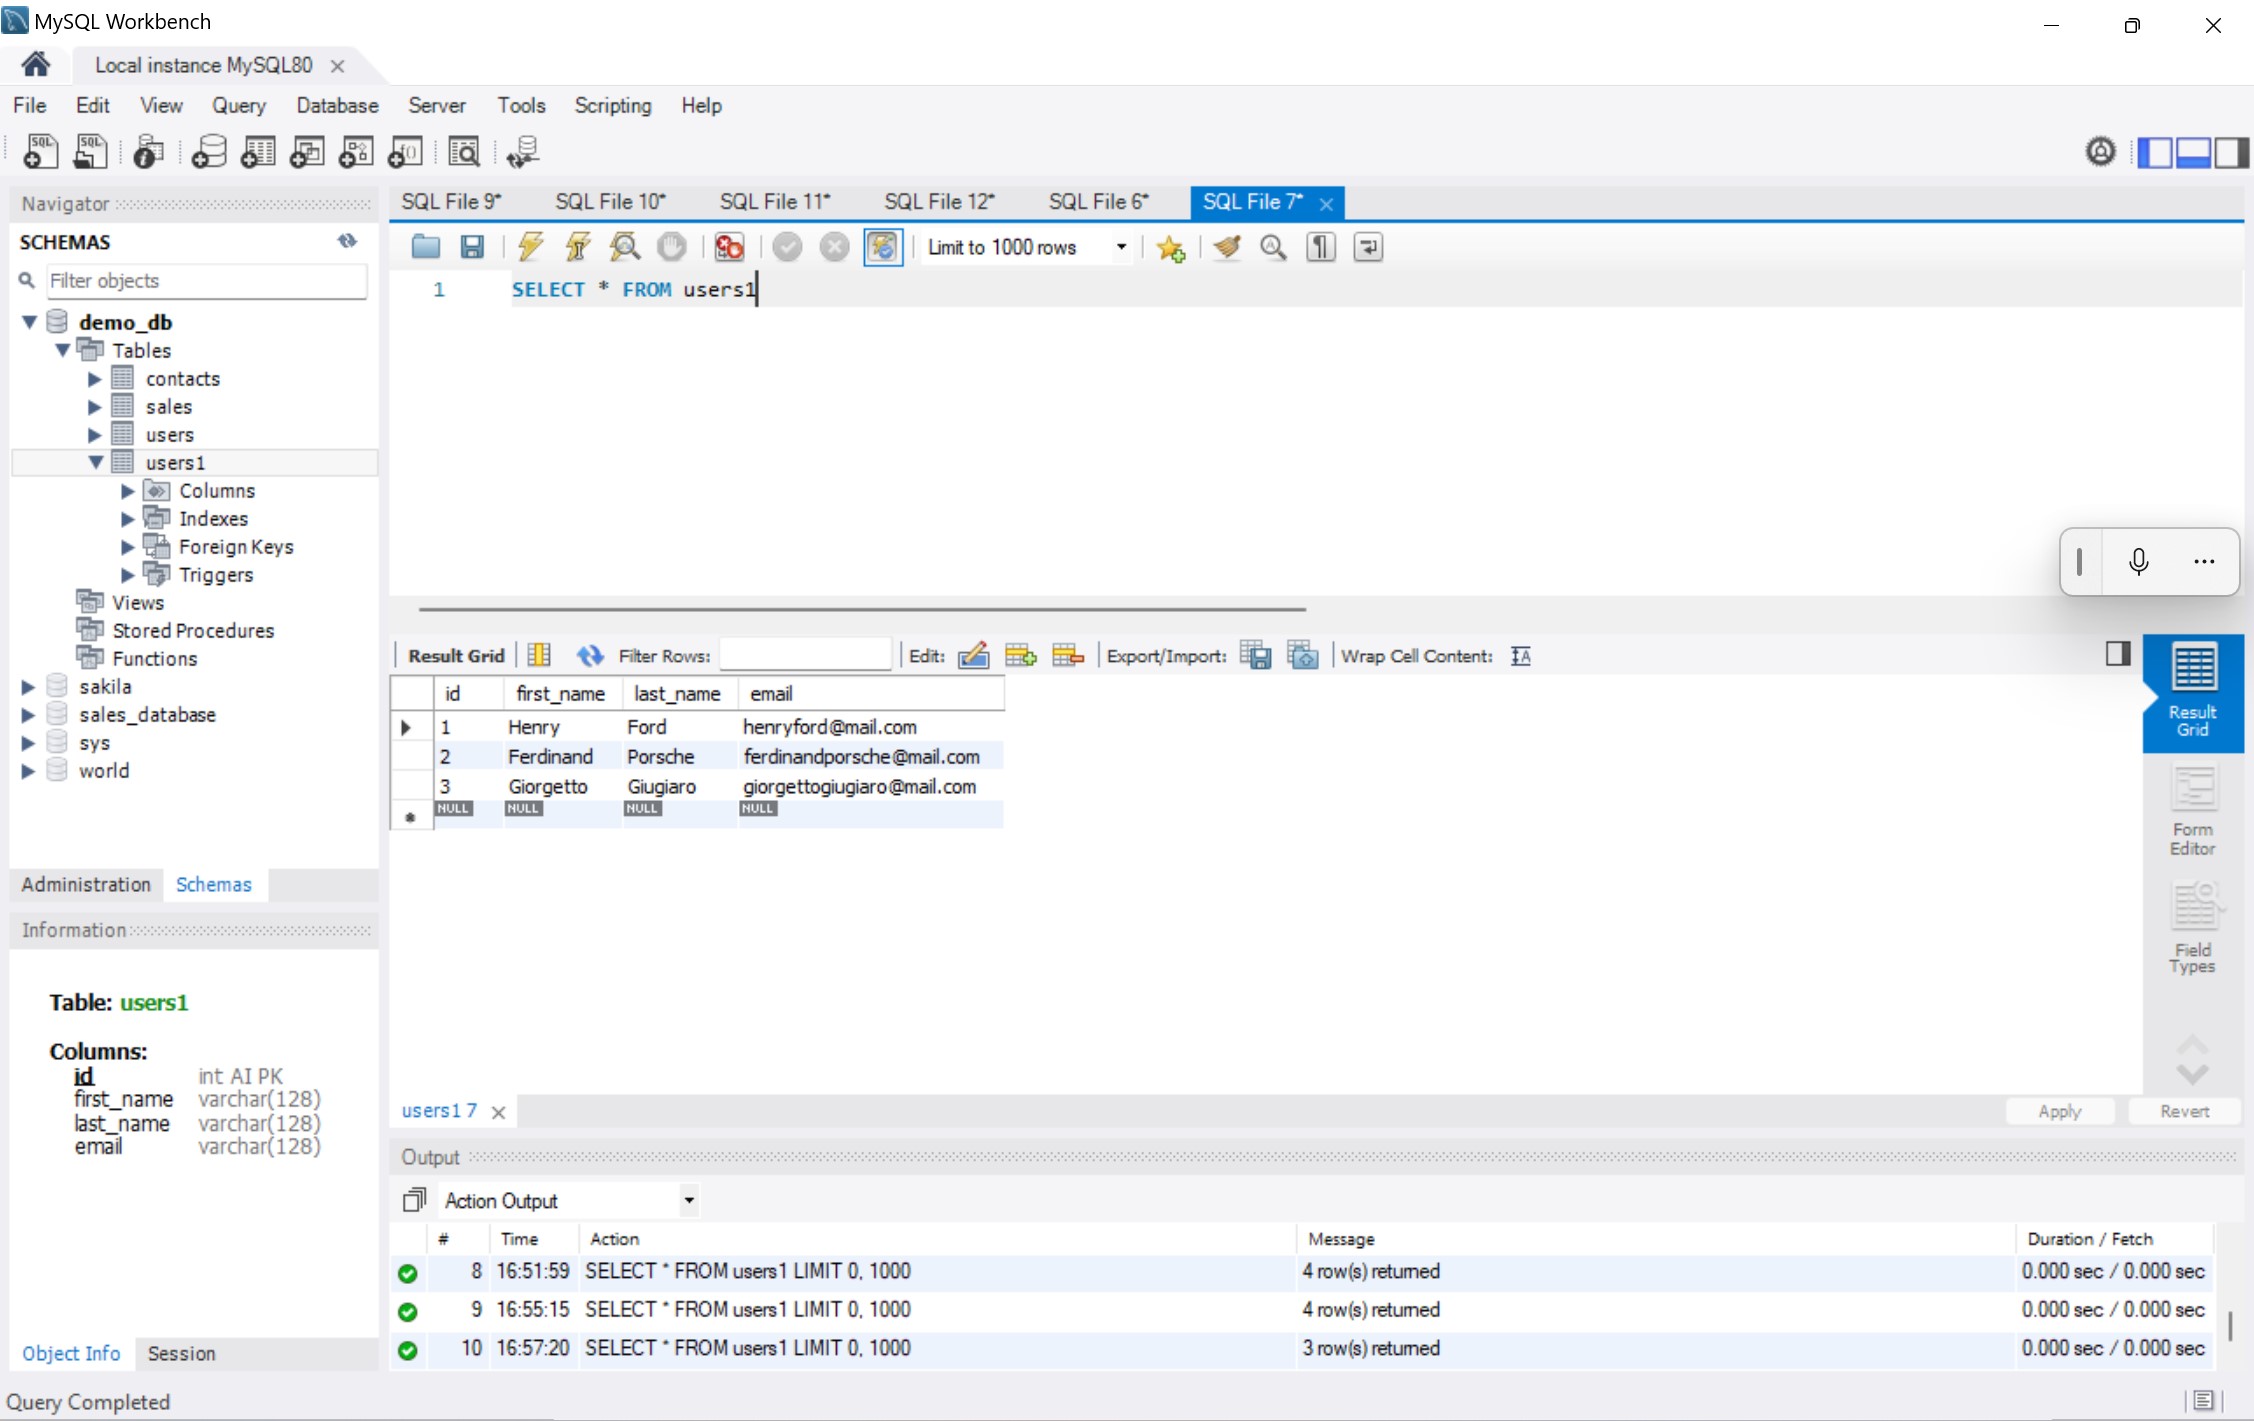 MySQL Workbench
Local instance MySQL80
File Edit View Query Database Server Tools Scripting Help
Navigator
SCHEMAS
Filter objects
demo_db
Tables
contacts
sales
users
users1
Columns
Indexes
Foreign Keys
Triggers
Views
Stored Procedures
Functions
sakila
sales_database
sys
world
Administration Schemas
Information
Table: users1
Columns:
id int AI PK
first_name varchar(128)
last_name varchar(128)
email varchar(128)
Object Info Session
SQL File 9* SQL File 10* SQL File 11* SQL File 12* SQL File 6* SQL File 7*
Limit to 1000 rows
1 SELECT * FROM users1
Result Grid Filter Rows: Edit: Export/Import: Wrap Cell Content:
id first_name last_name email
1 Henry Ford henryford@mail.com
2 Ferdinand Porsche ferdinandporsche@mail.com
3 Giorgetto Giugiaro giorgettogiugiaro@mail.com
NULL NULL NULL NULL
Result
Grid
Form
Editor
Field
Types
users1 7
Apply Revert
Output
Action Output
# Time Action Message Duration / Fetch
8 16:51:59 SELECT * FROM users1 LIMIT 0, 1000 4 row(s) returned 0.000 sec / 0.000 sec
9 16:55:15 SELECT * FROM users1 LIMIT 0, 1000 4 row(s) returned 0.000 sec / 0.000 sec
10 16:57:20 SELECT * FROM users1 LIMIT 0, 1000 3 row(s) returned 0.000 sec / 0.000 sec
Query Completed